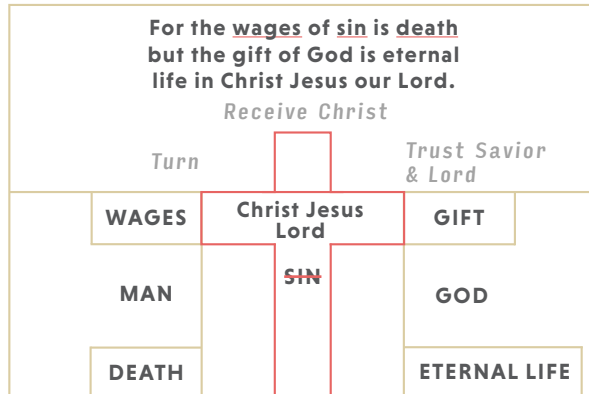 For the wages of sin is death
but the gift of God is eternal
life in Christ Jesus our Lord.
Receive Christ
Turn
Trust Savior
& Lord
WAGES
Christ Jesus
Lord
GIFT
SIN
MAN
GOD
DEATH
ETERNAL LIFE